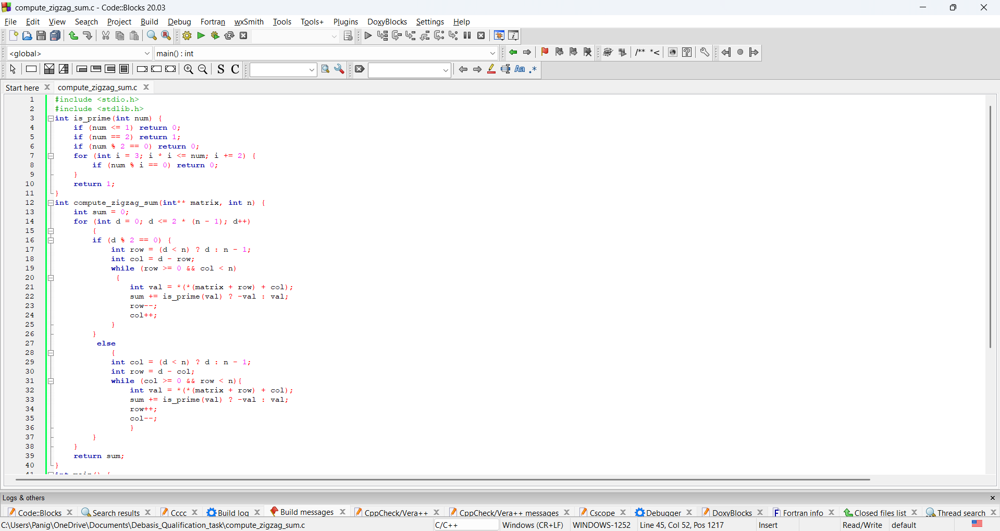 compute_zigzag_sum.c - Code::Blocks 20.03
File Edit View Search Project Build Debug Fortran wxSmith Tools Tools+ Plugins DoxyBlocks Settings Help
<global> main() : int
/** *<
S C Aa .*
Start here compute_zigzag_sum.c
1 #include <stdio.h>
2 #include <stdlib.h>
3 int is_prime(int num) {
4 if (num <= 1) return 0;
5 if (num == 2) return 1;
6 if (num % 2 == 0) return 0;
7 for (int i = 3; i * i <= num; i += 2) {
8 if (num % i == 0) return 0;
9 }
10 return 1;
11 }
12 int compute_zigzag_sum(int** matrix, int n) {
13 int sum = 0;
14 for (int d = 0; d <= 2 * (n - 1); d++)
15 {
16 if (d % 2 == 0) {
17 int row = (d < n) ? d : n - 1;
18 int col = d - row;
19 while (row >= 0 && col < n)
20 {
21 int val = *(*(matrix + row) + col);
22 sum += is_prime(val) ? -val : val;
23 row--;
24 col++;
25 }
26 }
27 else
28 {
29 int col = (d < n) ? d : n - 1;
30 int row = d - col;
31 while (col >= 0 && row < n){
32 int val = *(*(matrix + row) + col);
33 sum += is_prime(val) ? -val : val;
34 row++;
35 col--;
36 }
37 }
38 }
39 return sum;
40 }
41 int main() {
Logs & others
Code::Blocks Search results Cccc Build log Build messages CppCheck/Vera++ CppCheck/Vera++ messages Cscope Debugger DoxyBlocks Fortran info Closed files list Thread search
C:\Users\Panig\OneDrive\Documents\Debasis_Qualification_task\compute_zigzag_sum.c C/C++ Windows (CR+LF) WINDOWS-1252 Line 45, Col 52, Pos 1217 Insert Read/Write default